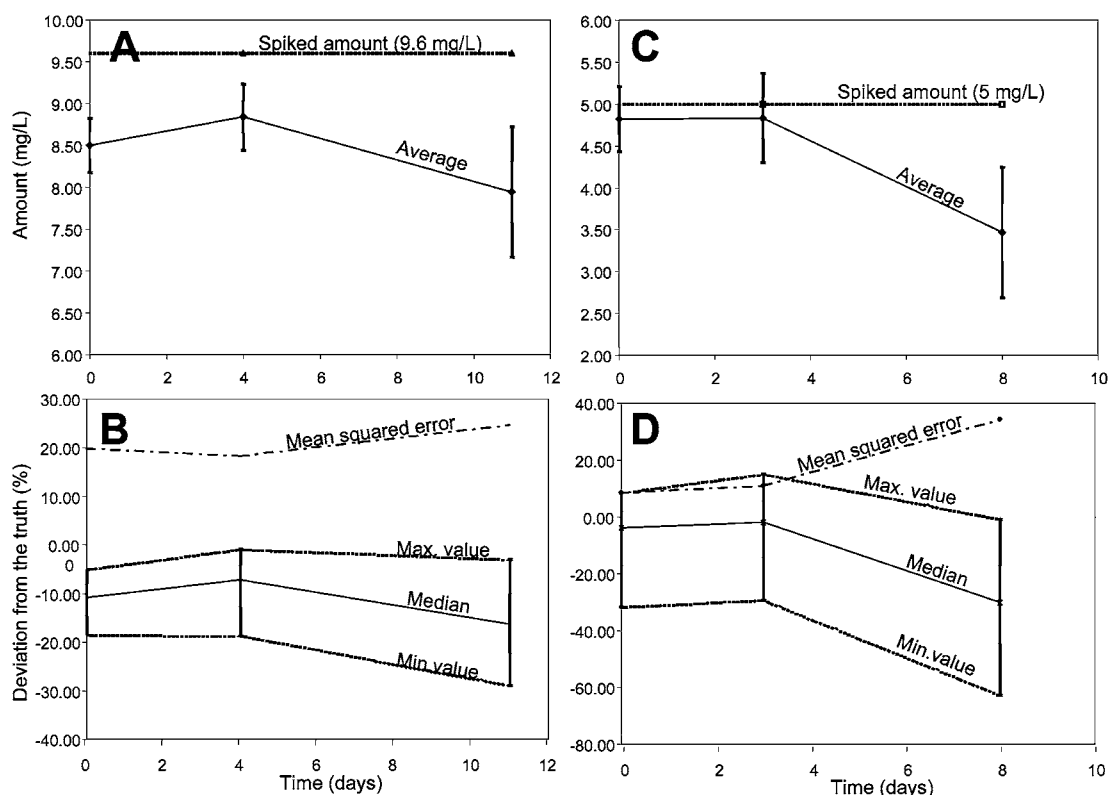 A
Spiked amount (9.6 mg/L)
Average
Amount (mg/L)
10.00
9.50
9.00
8.50
8.00
7.50
7.00
6.50
6.00
0 2 4 6 8 10 12
C
Spiked amount (5 mg/L)
Average
6.00
5.50
5.00
4.50
4.00
3.50
3.00
2.50
2.00
0 2 4 6 8 10
B
Mean squared error
Max. value
Median
Min.value
Deviation from the truth (%)
30.00
20.00
10.00
0.00
0
-10.00
-20.00
-30.00
-40.00
0 2 4 6 8 10 12
Time (days)
D
Mean squared error
Max. value
Median
Min.value
40.00
20.00
0.00
-20.00
-40.00
-60.00
-80.00
0 2 4 6 8 10
Time (days)